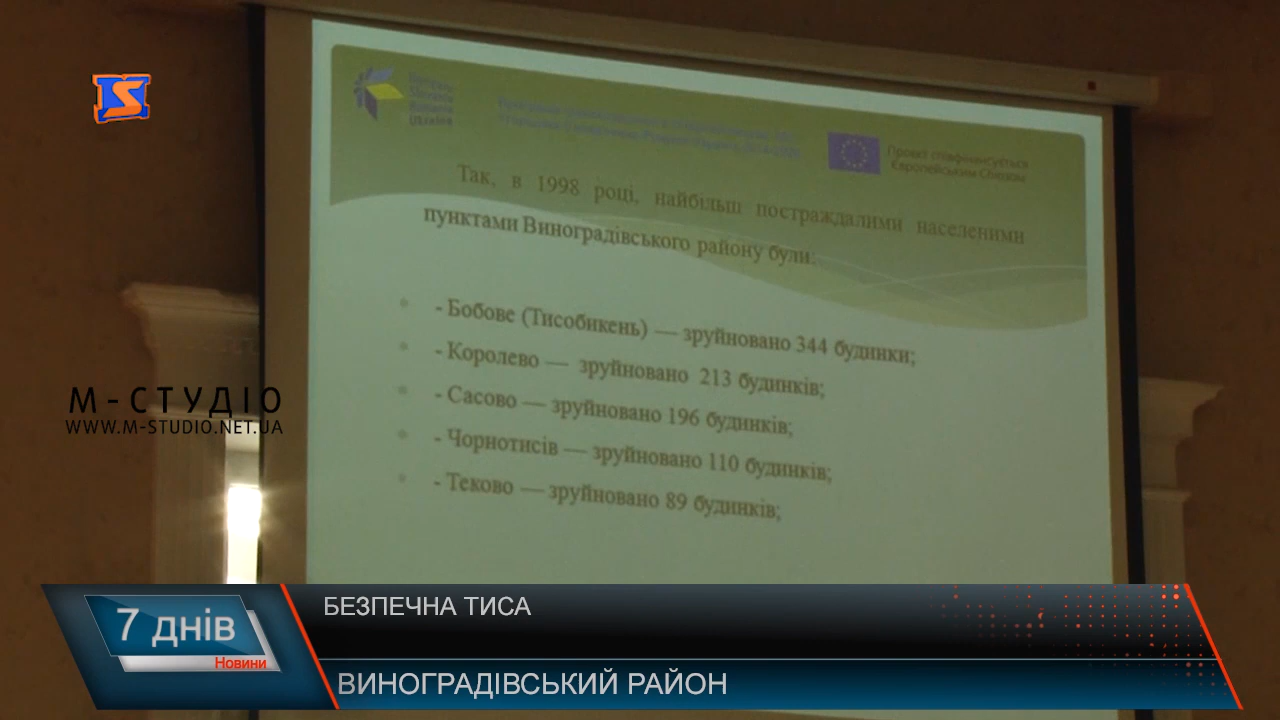 Так, в 1998 році, найбільш постраждалими населеними
пунктами Виноградівського району були:
- Бобове (Тисобикень) — зруйновано 344 будинки;
- Королево — зруйновано 213 будинків;
- Сасово — зруйновано 196 будинків;
- Чорнотисів — зруйновано 110 будинків;
- Теково — зруйновано 89 будинків;
Проект співфінансується
Європейським Союзом
М-СТУДІО
WWW.M-STUDIO.NET.UA
7 днів
Новини
БЕЗПЕЧНА ТИСА
ВИНОГРАДІВСЬКИЙ РАЙОН